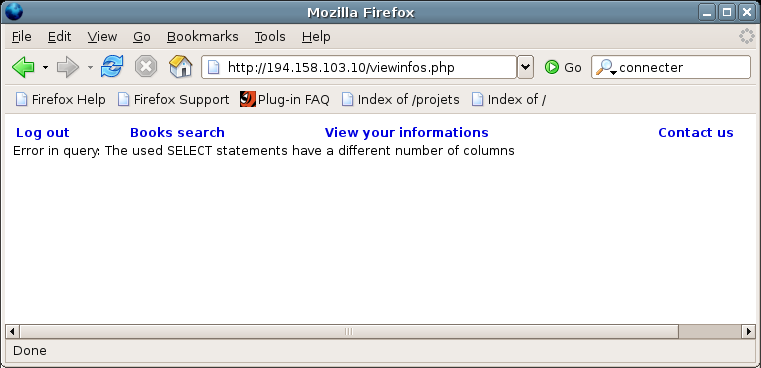 Mozilla Firefox
File Edit View Go Bookmarks Tools Help
http://194.158.103.10/viewinfos.php Go connecter
Firefox Help Firefox Support Plug-in FAQ Index of /projets Index of /
Log out Books search View your informations Contact us
Error in query: The used SELECT statements have a different number of columns
Done